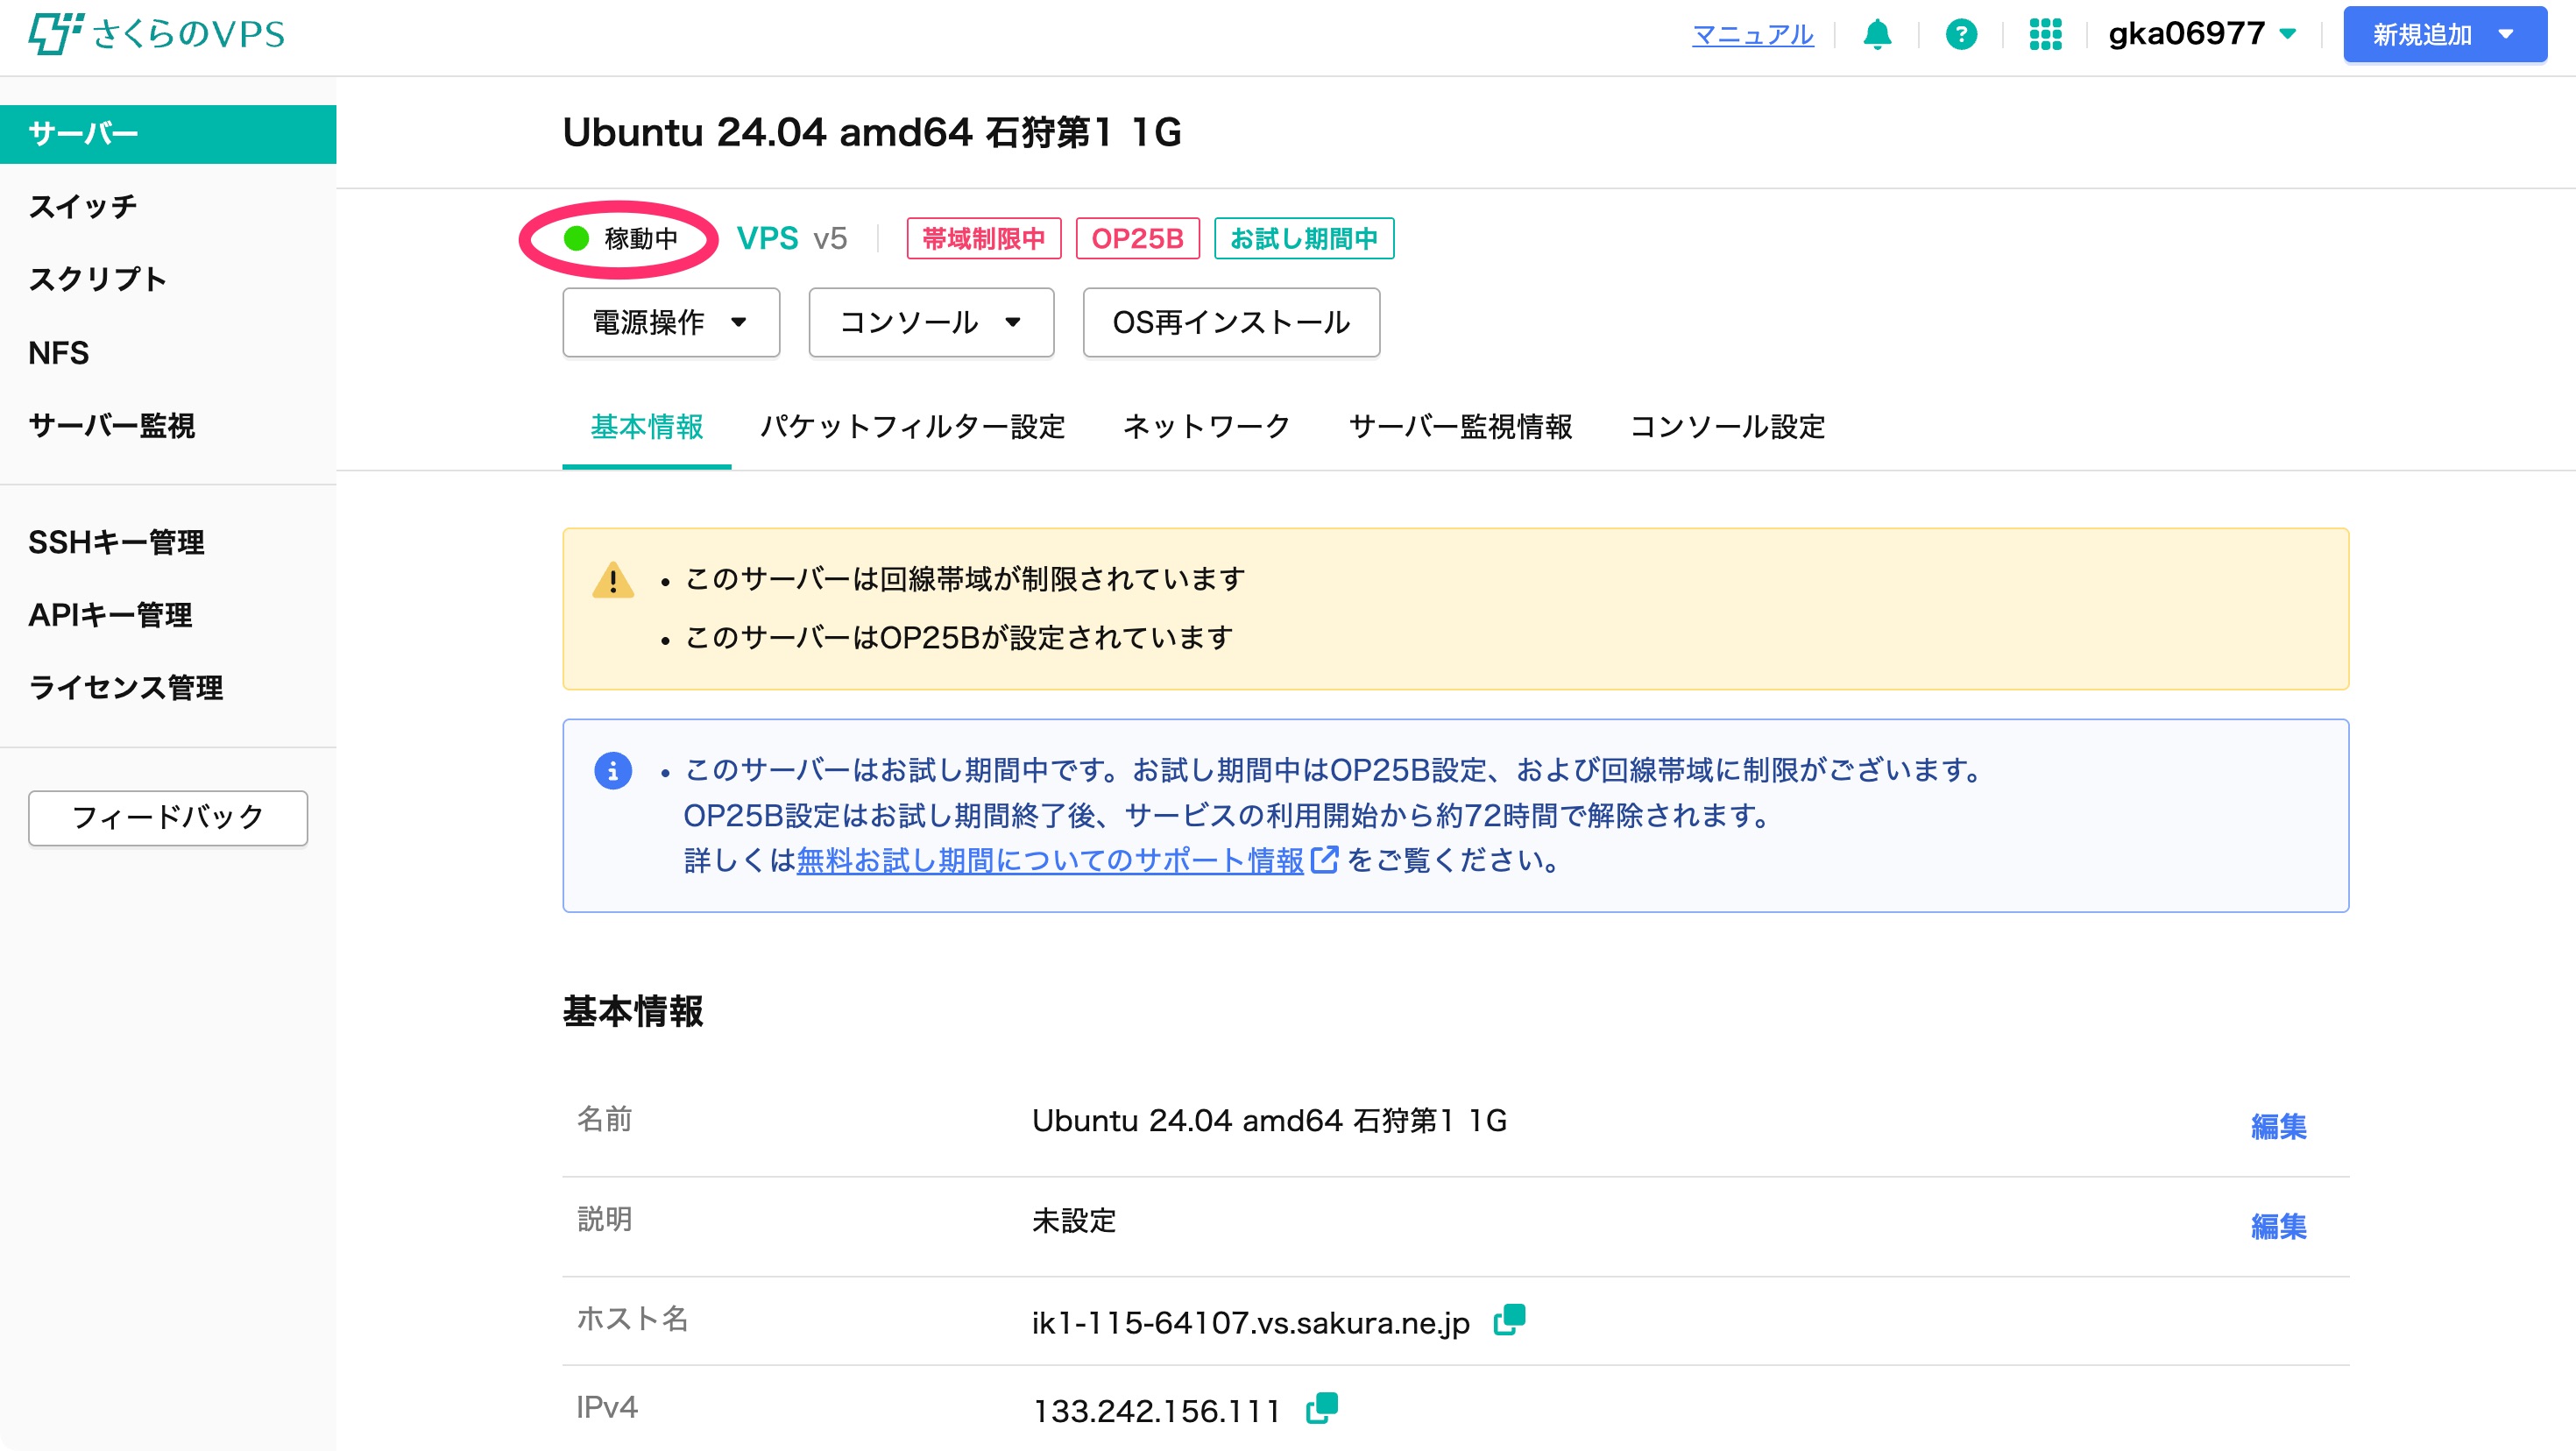 さくらのVPS
マニュアル
gka06977
新規追加
サーバー
スイッチ
スクリプト
NFS
サーバー監視
SSHキー管理
APIキー管理
ライセンス管理
フィードバック
Ubuntu 24.04 amd64 石狩第1 1G
稼動中 VPS v5 帯域制限中 OP25B お試し期間中
電源操作 コンソール OS再インストール
基本情報 パケットフィルター設定 ネットワーク サーバー監視情報 コンソール設定
・このサーバーは回線帯域が制限されています
・このサーバーはOP25Bが設定されています
・このサーバーはお試し期間中です。お試し期間中はOP25B設定、および回線帯域に制限がございます。
OP25B設定はお試し期間終了後、サービスの利用開始から約72時間で解除されます。
詳しくは無料お試し期間についてのサポート情報をご覧ください。
基本情報
名前 Ubuntu 24.04 amd64 石狩第1 1G 編集
説明 未設定 編集
ホスト名 ik1-115-64107.vs.sakura.ne.jp
IPv4 133.242.156.111